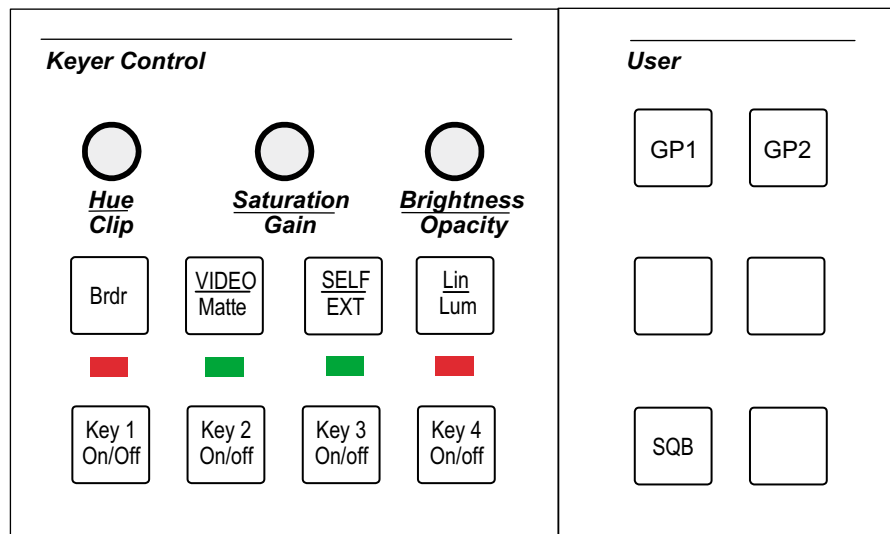 Keyer Control
Hue
Clip
Saturation
Gain
Brightness
Opacity
Brdr
VIDEO
Matte
SELF
EXT
Lin
Lum
Key 1
On/Off
Key 2
On/off
Key 3
On/off
Key 4
On/off
User
GP1
GP2
SQB